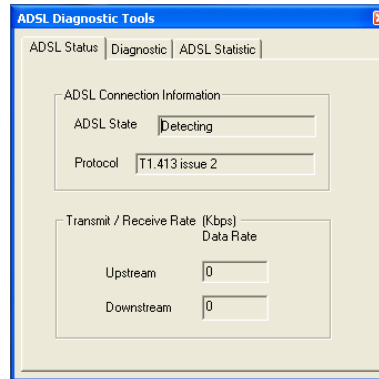 ADSL Diagnostic Tools
ADSL Status Diagnostic ADSL Statistic
ADSL Connection Information
ADSL State Detecting
Protocol T1.413 issue 2
Transmit / Receive Rate (Kbps)
Data Rate
Upstream 0
Downstream 0